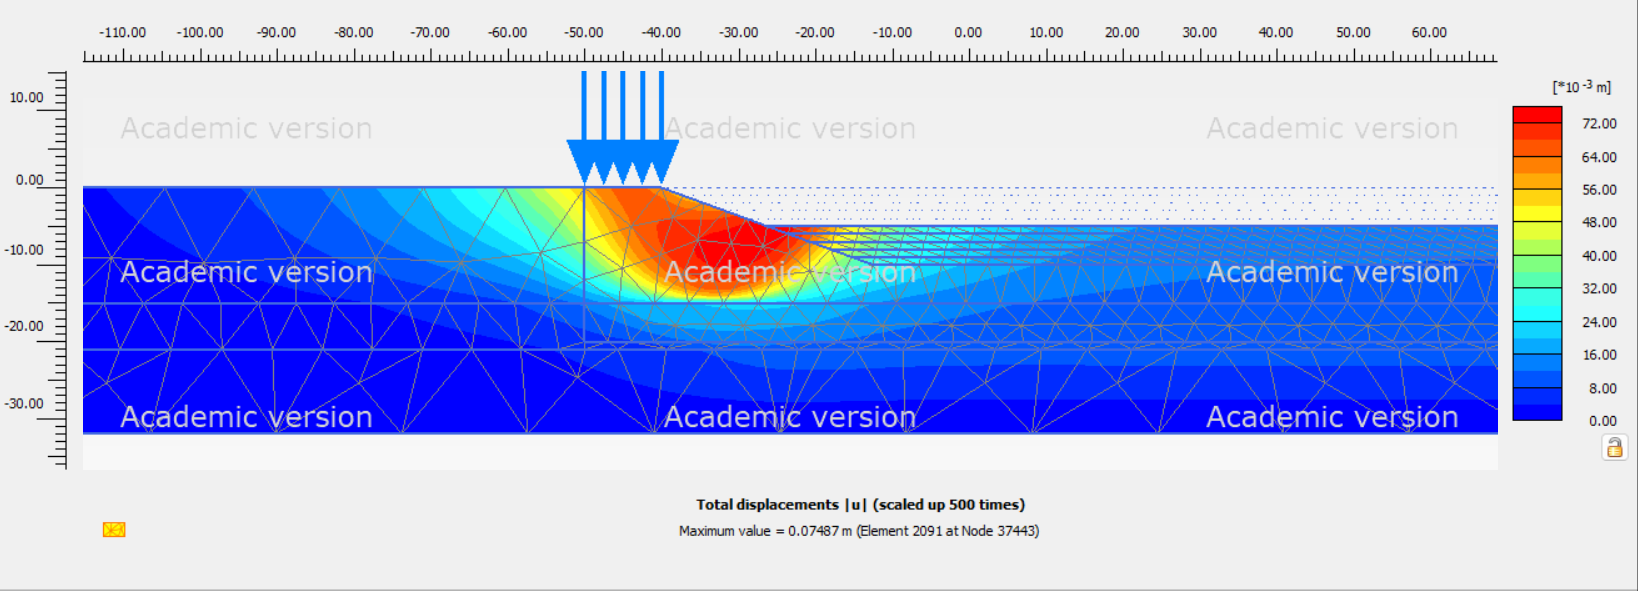 -110.00 -100.00 -90.00 -80.00 -70.00 -60.00 -50.00 -40.00 -30.00 -20.00 -10.00 0.00 10.00 20.00 30.00 40.00 50.00 60.00
[*10 -3 m]
10.00
72.00
Academic version Academic version Academic version
64.00
0.00
56.00
48.00
-10.00
40.00
Academic version Academic version Academic version
32.00
-20.00
24.00
16.00
-30.00
8.00
Academic version Academic version Academic version
0.00
Total displacements |u| (scaled up 500 times)
Maximum value = 0.07487 m (Element 2091 at Node 37443)